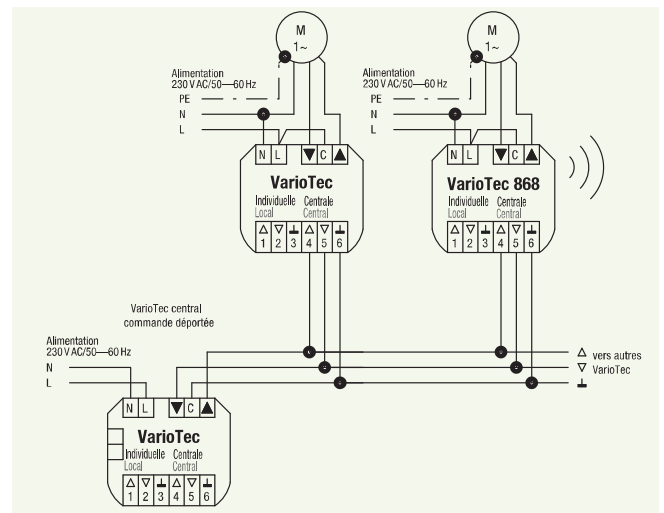 M
1~
M
1~
Alimentation
230 V AC/50—60 Hz
PE
N
L
Alimentation
230 V AC/50—60 Hz
PE
N
L
N L ▼ C ▲
VarioTec
Individuelle Centrale
Local Central
△ ▽ ⏊ △ ▽ ⏊
1 2 3 4 5 6
N L ▼ C ▲
VarioTec 868
Individuelle Centrale
Local Central
△ ▽ ⏊ △ ▽ ⏊
1 2 3 4 5 6
VarioTec central
commande déportée
Alimentation
230 V AC/50—60 Hz
N
L
△ vers autres
▽ VarioTec
⏊
N L ▼ C ▲
VarioTec
Individuelle Centrale
Local Central
△ ▽ ⏊ △ ▽ ⏊
1 2 3 4 5 6